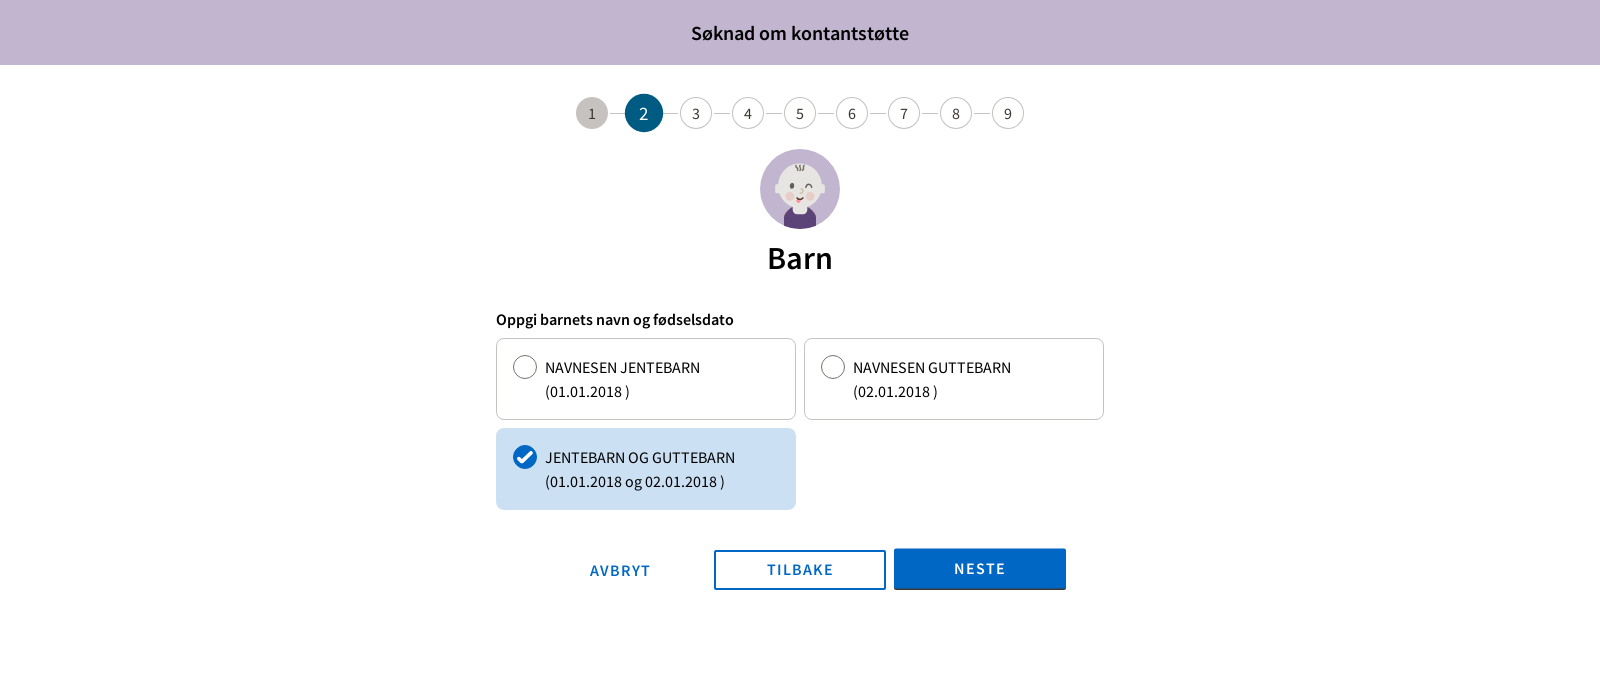 Søknad om kontantstøtte
1 2 3 4 5 6 7 8 9
Barn
Oppgi barnets navn og fødselsdato
NAVNESEN JENTEBARN
(01.01.2018 )
NAVNESEN GUTTEBARN
(02.01.2018 )
JENTEBARN OG GUTTEBARN
(01.01.2018 og 02.01.2018 )
AVBRYT
TILBAKE
NESTE